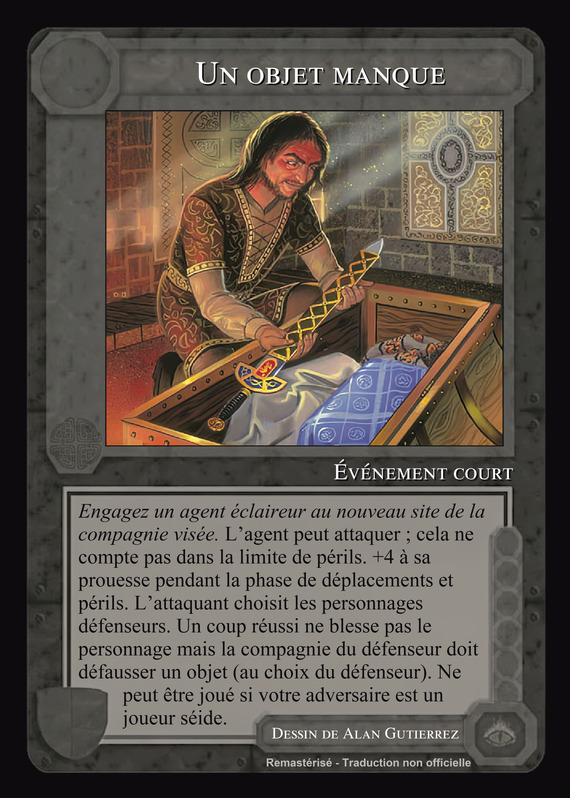 Un objet manque
Événement court
Engagez un agent éclaireur au nouveau site de la
compagnie visée. L'agent peut attaquer ; cela ne
compte pas dans la limite de périls. +4 à sa
prouesse pendant la phase de déplacements et
périls. L'attaquant choisit les personnages
défenseurs. Un coup réussi ne blesse pas le
personnage mais la compagnie du défenseur doit
défausser un objet (au choix du défenseur). Ne
peut être joué si votre adversaire est un
joueur séide.
Dessin de Alan Gutierrez
Remastérisé - Traduction non officielle